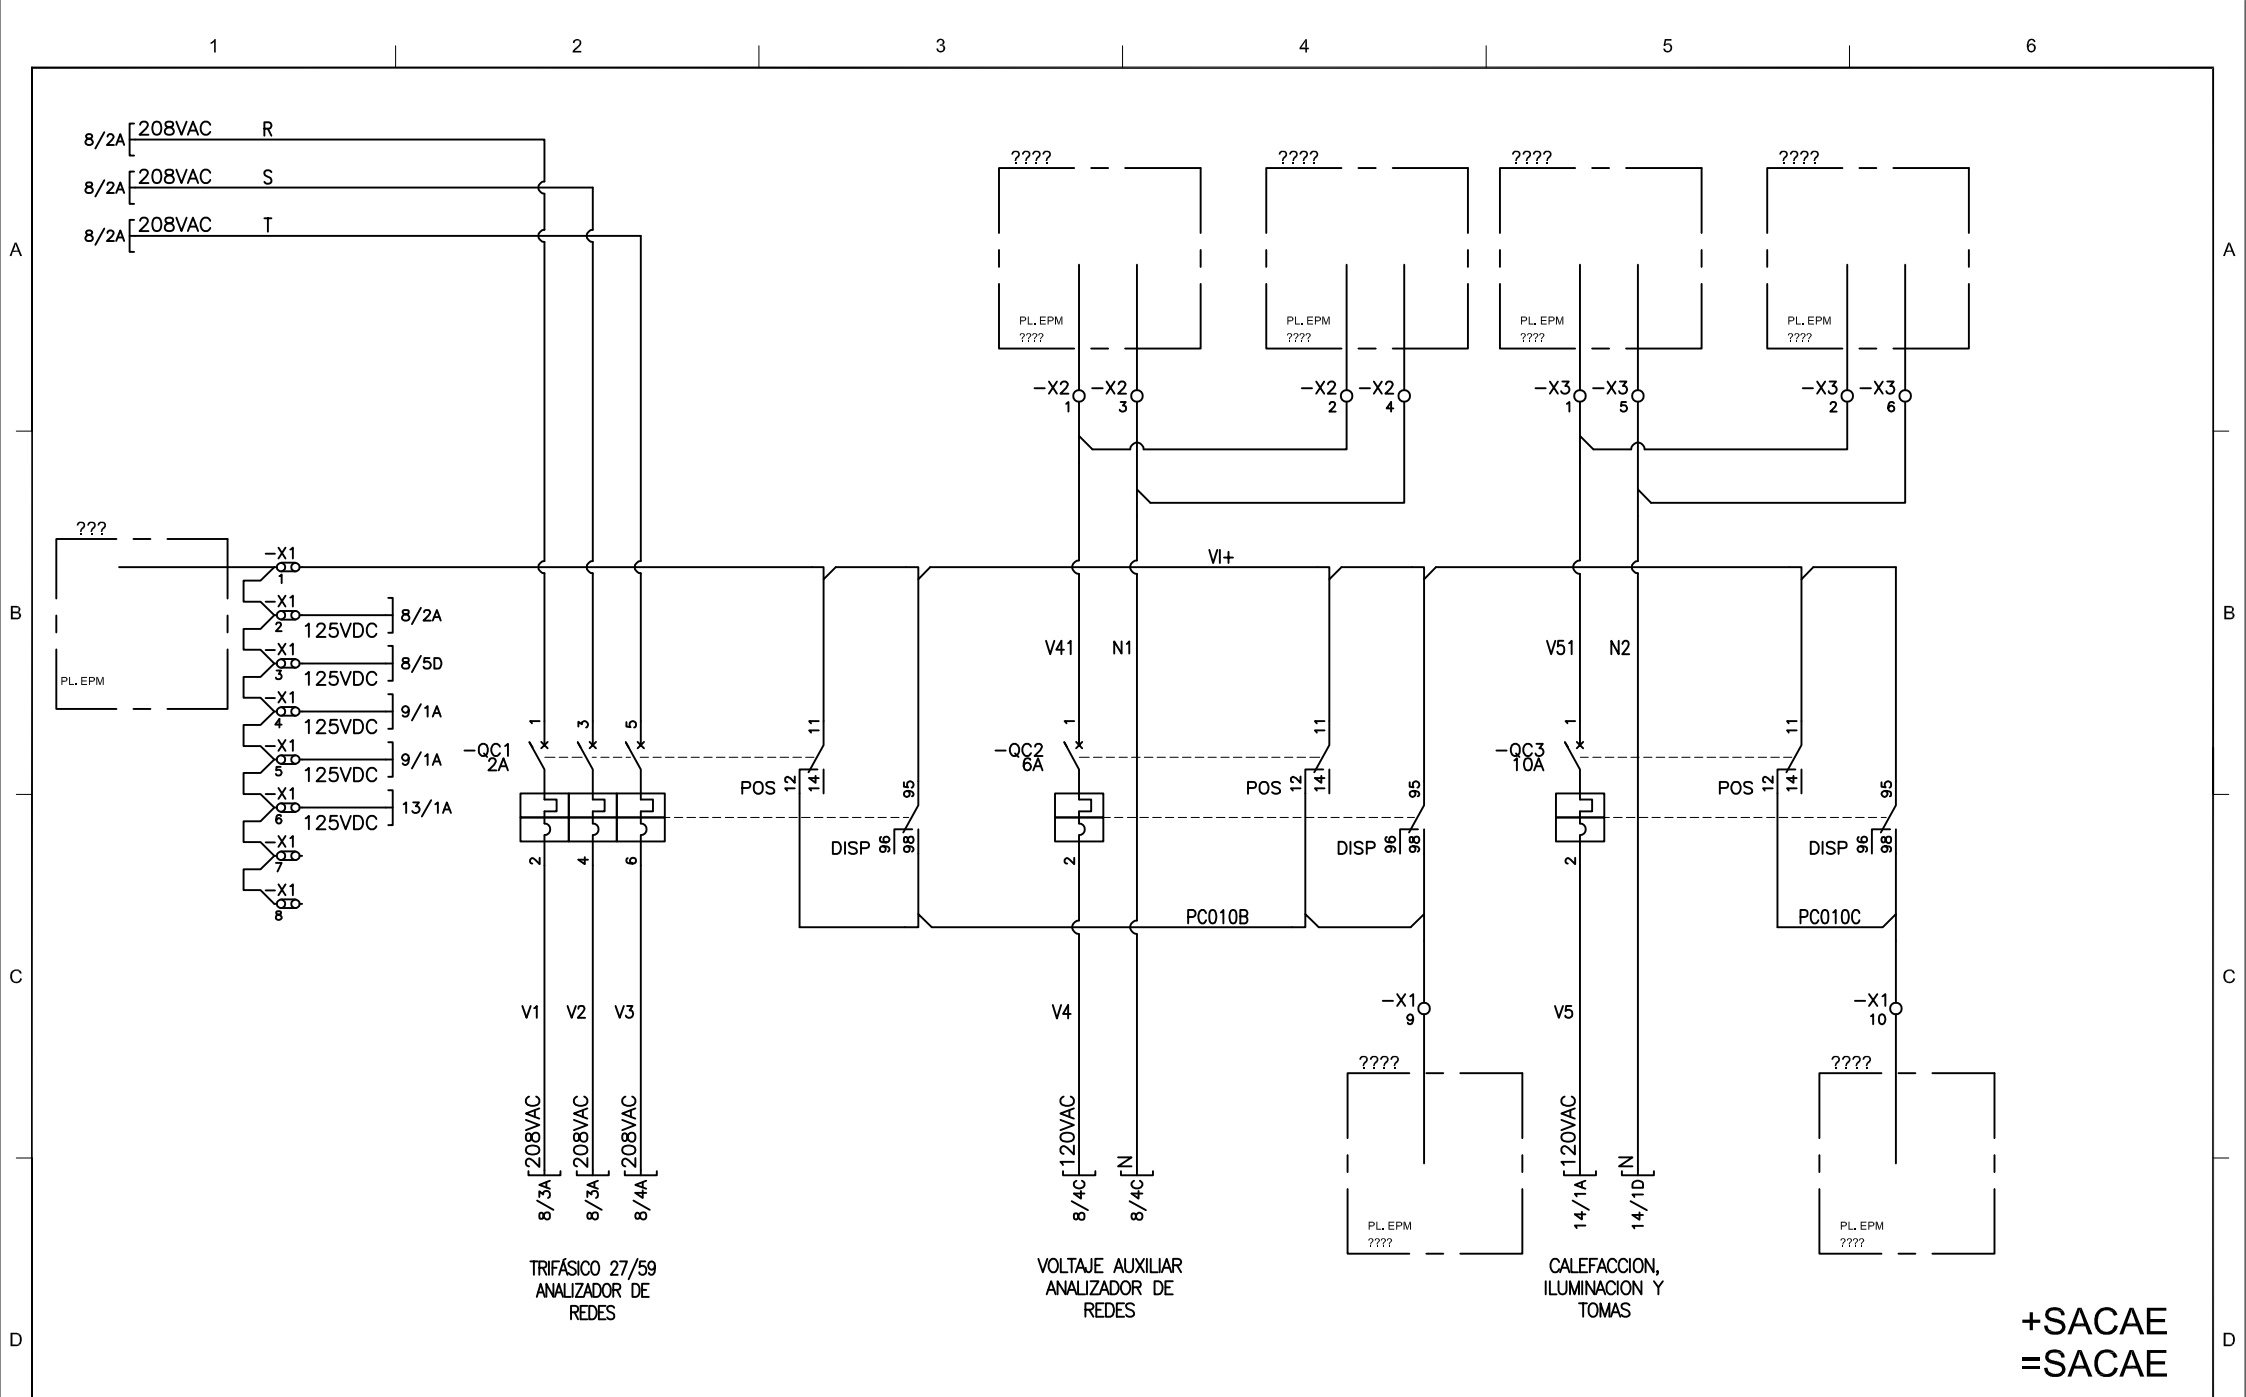 1 2 3 4 5 6
A A
B B
C C
D D
8/2A 208VAC R
8/2A 208VAC S
8/2A 208VAC T
???? ???? ???? ????
PL. EPM PL. EPM PL. EPM PL. EPM
???? ???? ???? ????
-X2 -X2 -X2 -X2 -X3 -X3 -X3 -X3
1 3 2 4 1 5 2 6
???
PL. EPM
-X1
1
VI+
-X1
2 125VDC 8/2A
-X1
3 125VDC 8/5D
-X1
4 125VDC 9/1A
-X1
5 125VDC 9/1A
-X1
6 125VDC 13/1A
-X1
7
-X1
8
V41 N1 V51 N2
1 3 5 11 1 11 1 11
-QC1
2A
-QC2
6A
-QC3
10A
POS 12 14 POS 12 14 POS 12 14
95 95 95
DISP 96 98 DISP 96 98 DISP 96 98
2 4 6 2 2
PC010B PC010C
V1 V2 V3 V4 V5
-X1
9
-X1
10
???? ????
PL. EPM PL. EPM
???? ????
208VAC 208VAC 208VAC 120VAC N 120VAC N
8/3A 8/3A 8/4A 8/4C 8/4C 14/1A 14/1D
TRIFÁSICO 27/59
ANALIZADOR DE
REDES
VOLTAJE AUXILIAR
ANALIZADOR DE
REDES
CALEFACCION,
ILUMINACION Y
TOMAS
+SACAE
=SACAE